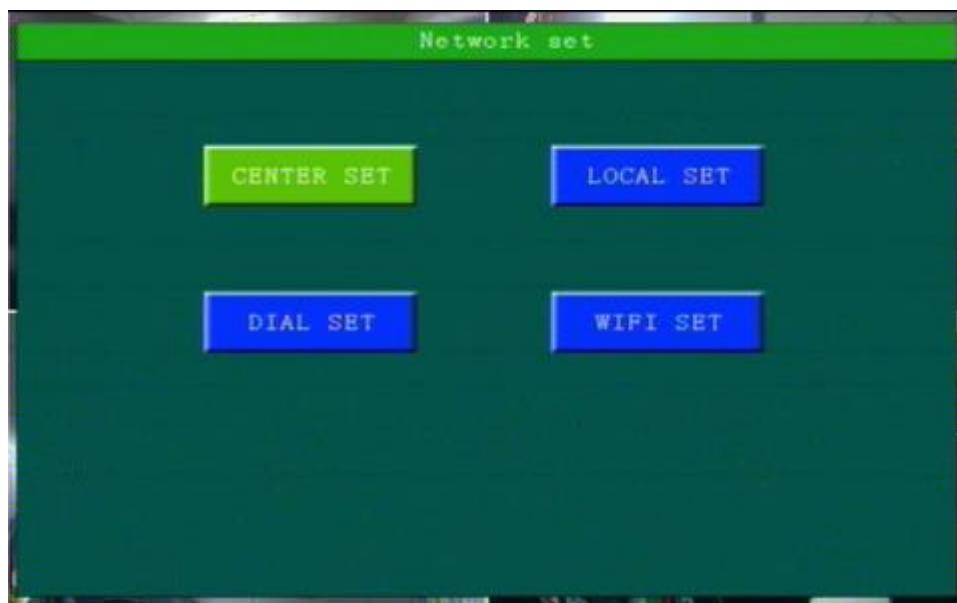 Network set
CENTER SET
LOCAL SET
DIAL SET
WIFI SET